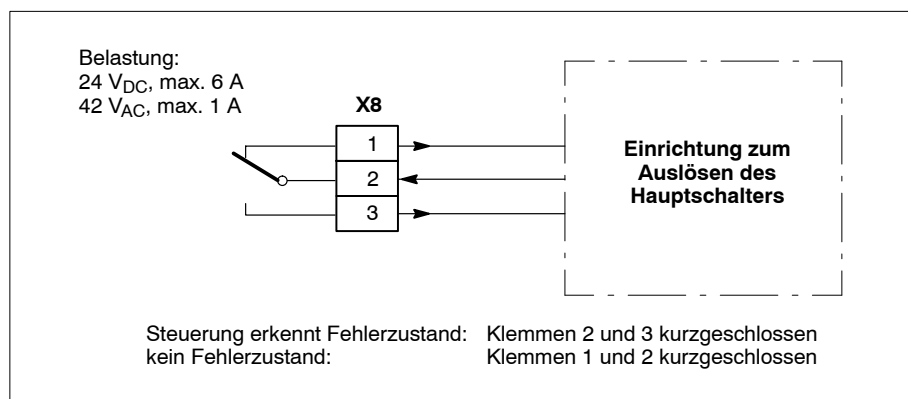 Belastung:
24 VDC, max. 6 A
42 VAC, max. 1 A
X8
1
2
3
Einrichtung zum
Auslösen des
Hauptschalters
Steuerung erkennt Fehlerzustand: Klemmen 2 und 3 kurzgeschlossen
kein Fehlerzustand: Klemmen 1 und 2 kurzgeschlossen